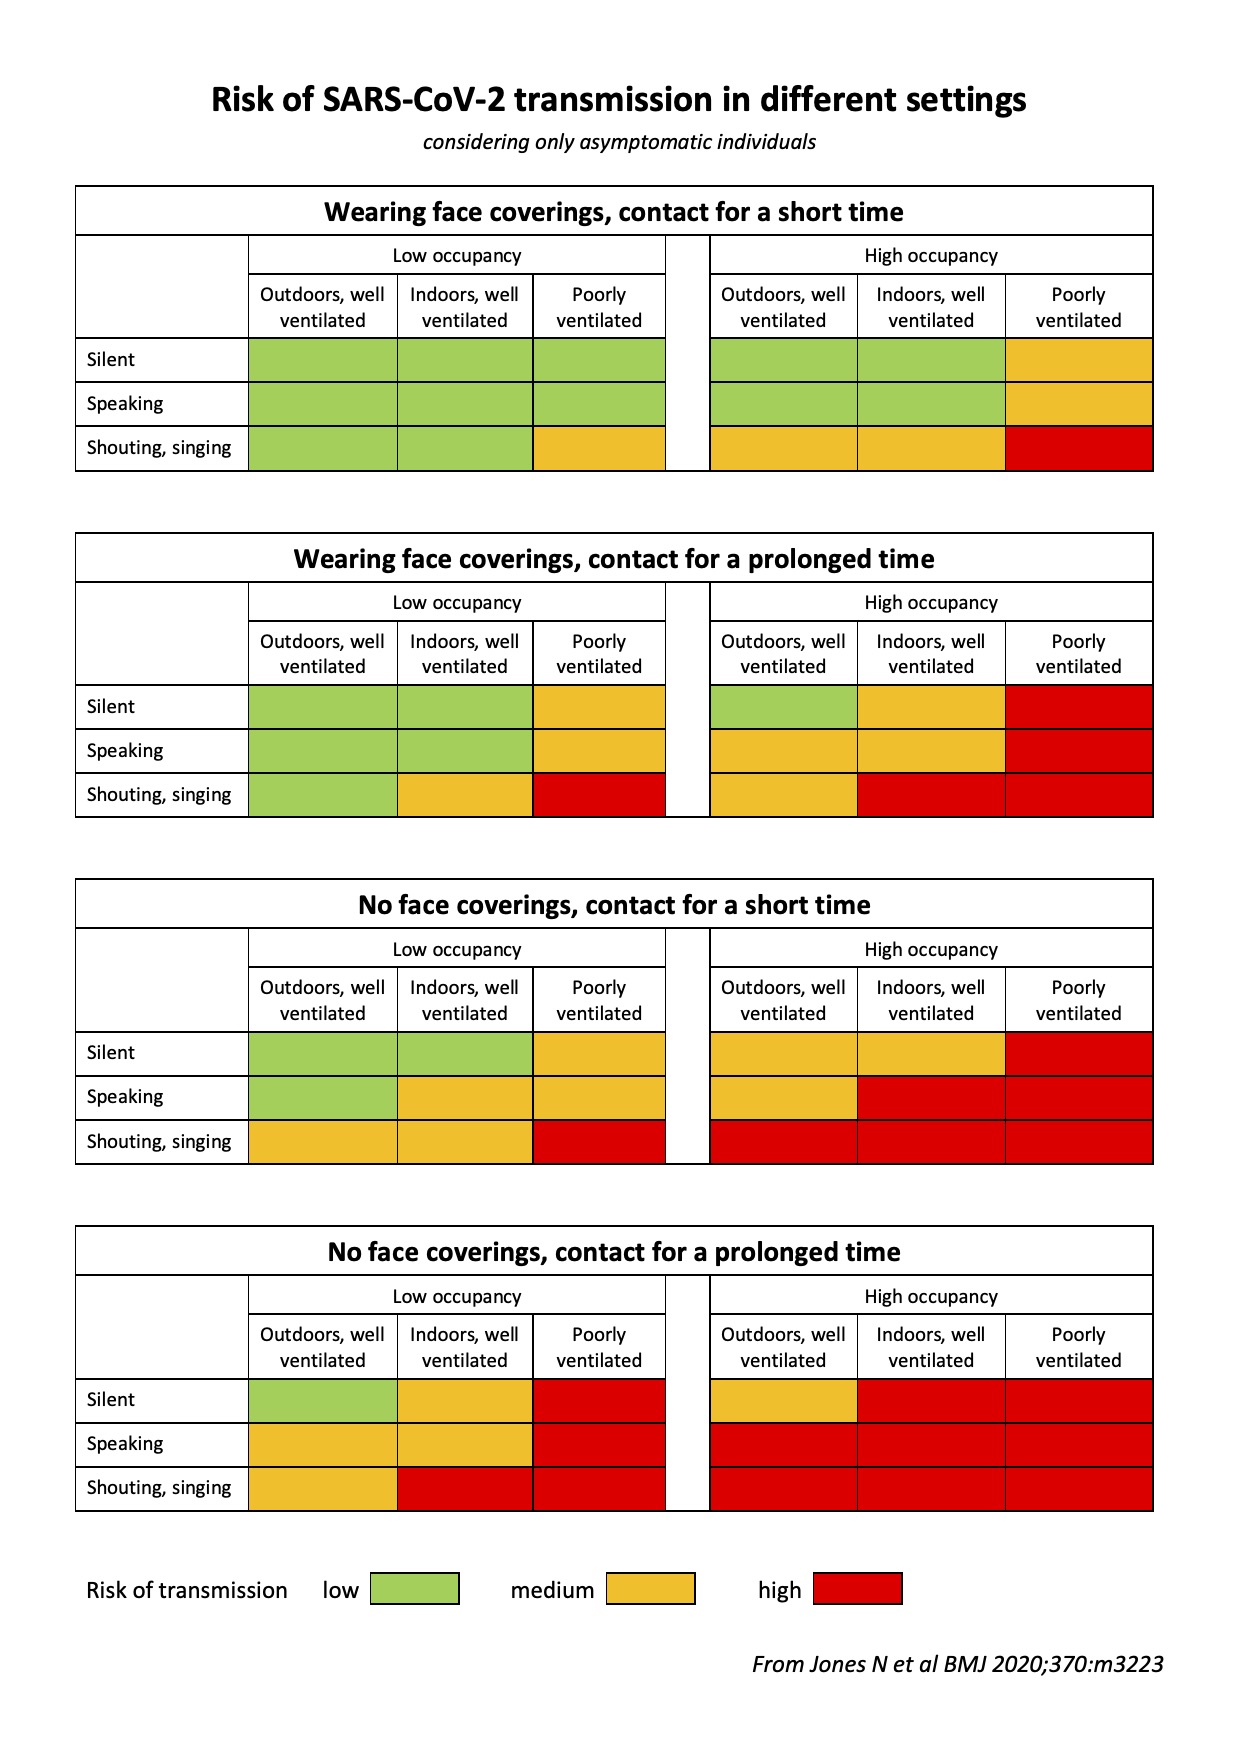 Risk of SARS-CoV-2 transmission in different settings
considering only asymptomatic individuals
Wearing face coverings, contact for a short time
Low occupancy
High occupancy
Outdoors, well ventilated
Indoors, well ventilated
Poorly ventilated
Outdoors, well ventilated
Indoors, well ventilated
Poorly ventilated
Silent
Speaking
Shouting, singing
Wearing face coverings, contact for a prolonged time
Low occupancy
High occupancy
Outdoors, well ventilated
Indoors, well ventilated
Poorly ventilated
Outdoors, well ventilated
Indoors, well ventilated
Poorly ventilated
Silent
Speaking
Shouting, singing
No face coverings, contact for a short time
Low occupancy
High occupancy
Outdoors, well ventilated
Indoors, well ventilated
Poorly ventilated
Outdoors, well ventilated
Indoors, well ventilated
Poorly ventilated
Silent
Speaking
Shouting, singing
No face coverings, contact for a prolonged time
Low occupancy
High occupancy
Outdoors, well ventilated
Indoors, well ventilated
Poorly ventilated
Outdoors, well ventilated
Indoors, well ventilated
Poorly ventilated
Silent
Speaking
Shouting, singing
Risk of transmission low medium high
From Jones N et al BMJ 2020;370:m3223